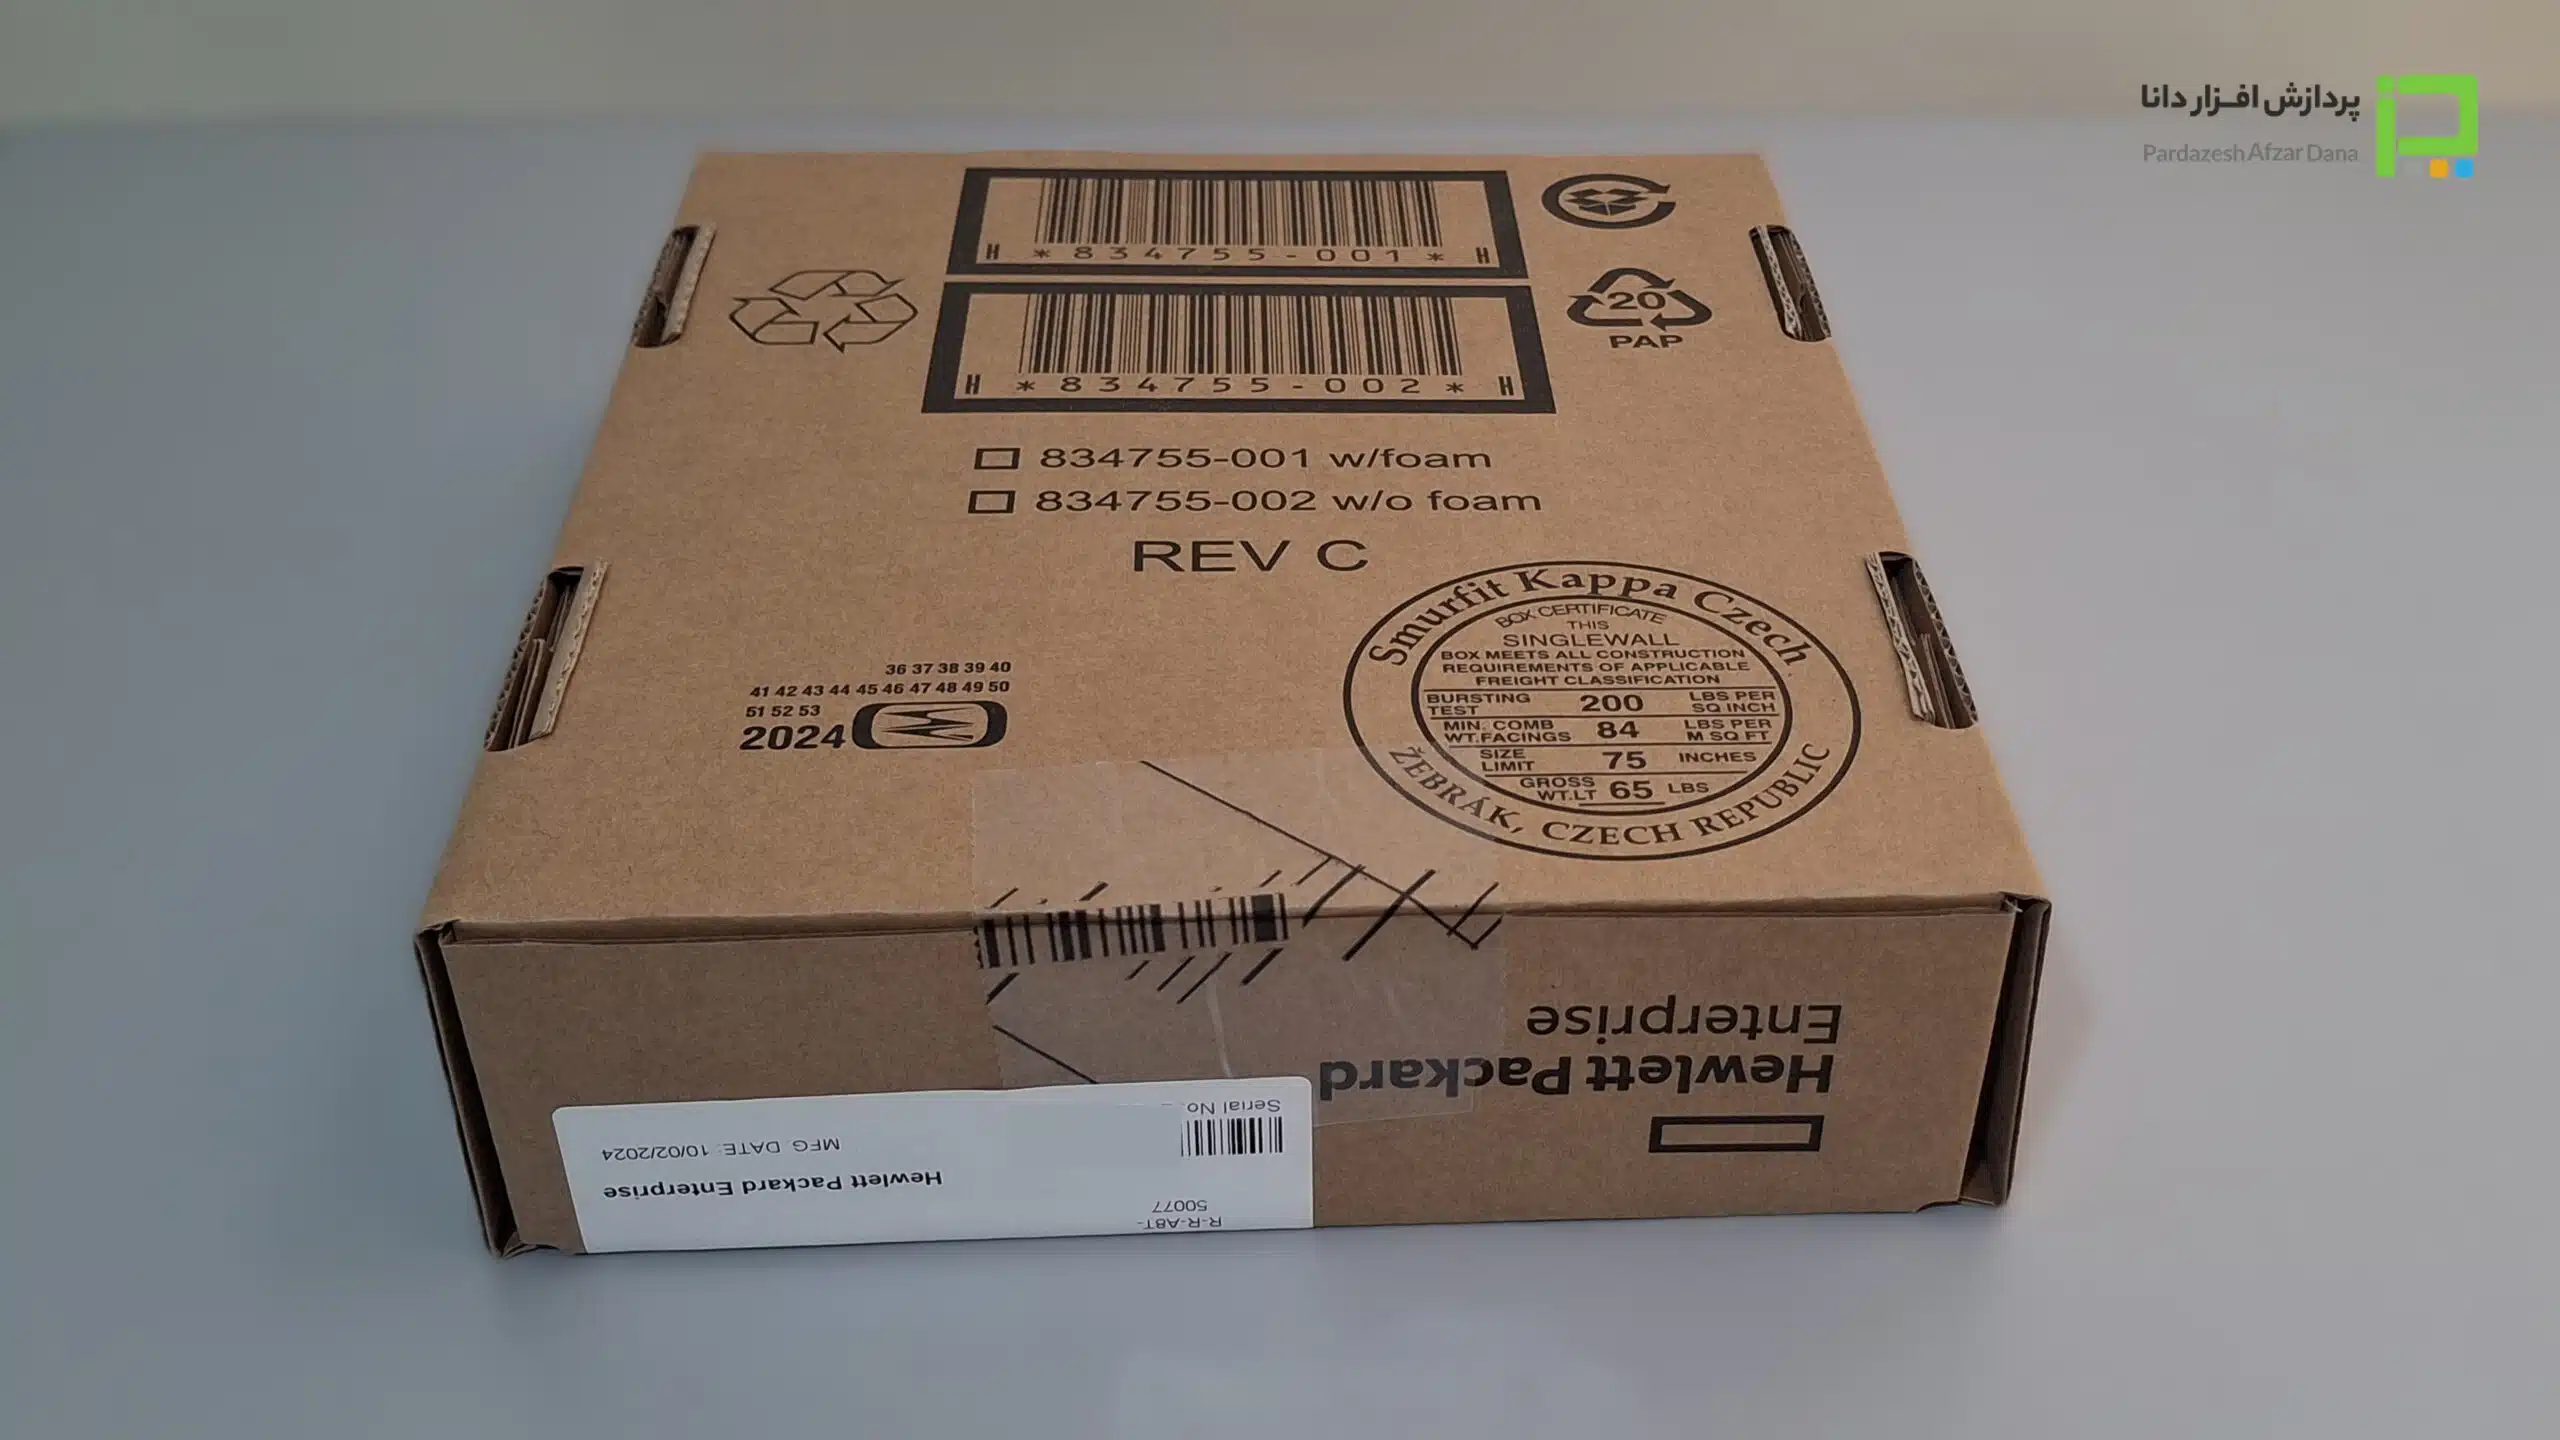 پردازش افزار دانا
Pardazesh Afzar Dana
H *834755-001* H
H *834755-002* H
20
PAP
834755-001 w/foam
834755-002 w/o foam
REV C
36 37 38 39 40
41 42 43 44 45 46 47 48 49 50
51 52 53
2024
Smurfit Kappa Czech
BOX CERTIFICATE
THIS
SINGLEWALL
BOX MEETS ALL CONSTRUCTION
REQUIREMENTS OF APPLICABLE
FREIGHT CLASSIFICATION
BURSTING TEST 200 LBS PER SQ INCH
MIN. COMB WT.FACINGS 84 LBS PER M SQ FT
SIZE LIMIT 75 INCHES
GROSS WT.LT 65 LBS
ŽEBRÁK, CZECH REPUBLIC
Hewlett Packard
Enterprise
R-R-A8T-
50077
Hewlett Packard Enterprise
MFG. DATE: 10/02/2024
Serial No.